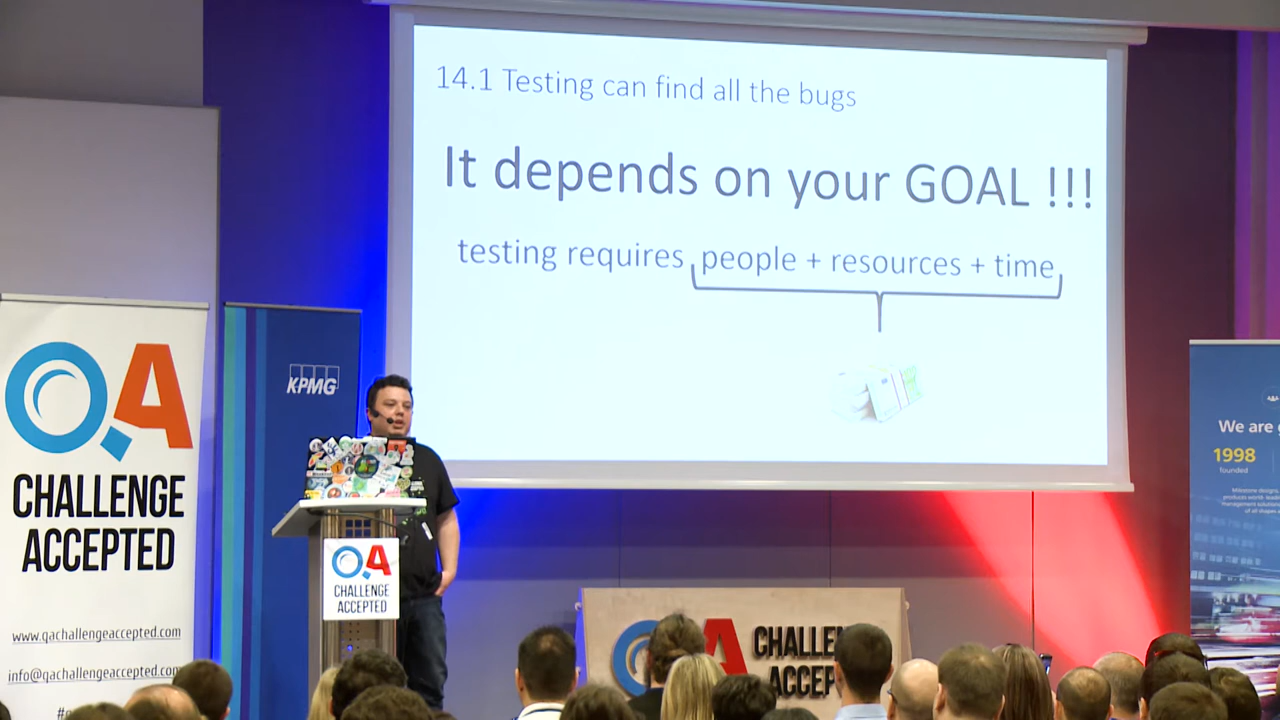 14.1 Testing can find all the bugs
It depends on your GOAL !!!
testing requires people + resources + time
QA
CHALLENGE
ACCEPTED
www.qachallengeaccepted.com
info@qachallengeaccepted.com
KPMG
QA
CHALLENGE
ACCEPTED
QA
We are
1998
founded